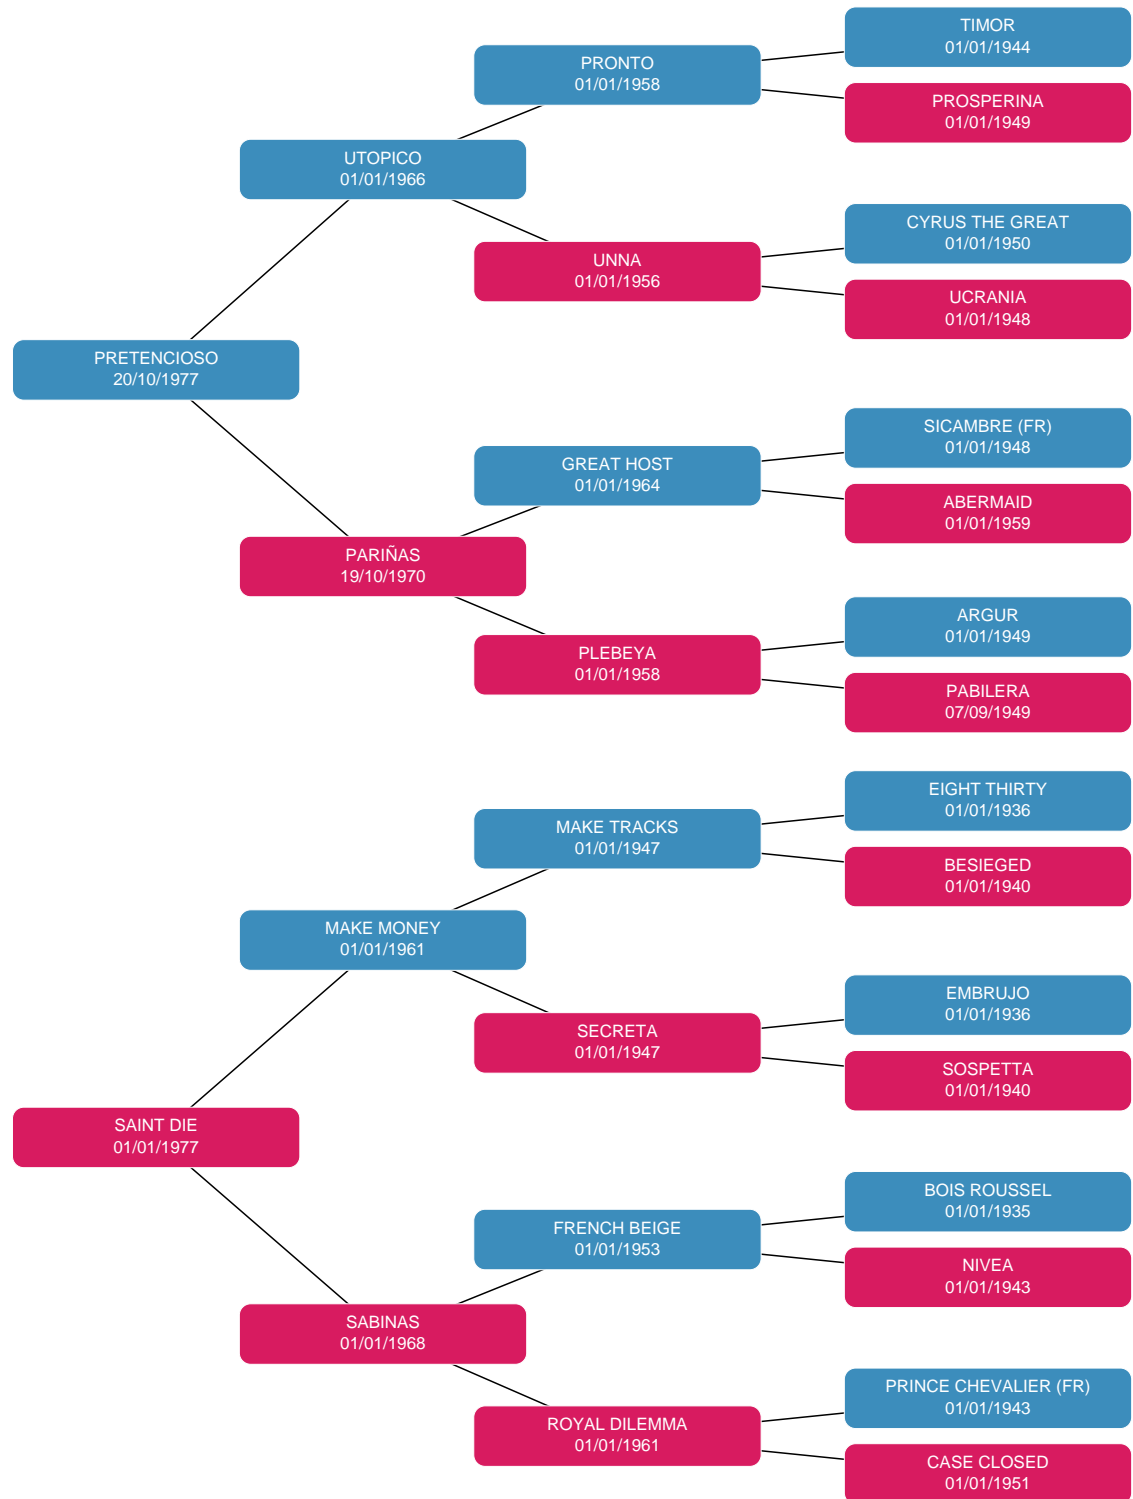 TIMOR
01/01/1944
PRONTO
01/01/1958
PROSPERINA
01/01/1949
UTOPICO
01/01/1966
CYRUS THE GREAT
01/01/1950
UNNA
01/01/1956
UCRANIA
01/01/1948
PRETENCIOSO
20/10/1977
SICAMBRE (FR)
01/01/1948
GREAT HOST
01/01/1964
ABERMAID
01/01/1959
PARIÑAS
19/10/1970
ARGUR
01/01/1949
PLEBEYA
01/01/1958
PABILERA
07/09/1949
EIGHT THIRTY
01/01/1936
MAKE TRACKS
01/01/1947
BESIEGED
01/01/1940
MAKE MONEY
01/01/1961
EMBRUJO
01/01/1936
SECRETA
01/01/1947
SOSPETTA
01/01/1940
SAINT DIE
01/01/1977
BOIS ROUSSEL
01/01/1935
FRENCH BEIGE
01/01/1953
NIVEA
01/01/1943
SABINAS
01/01/1968
PRINCE CHEVALIER (FR)
01/01/1943
ROYAL DILEMMA
01/01/1961
CASE CLOSED
01/01/1951